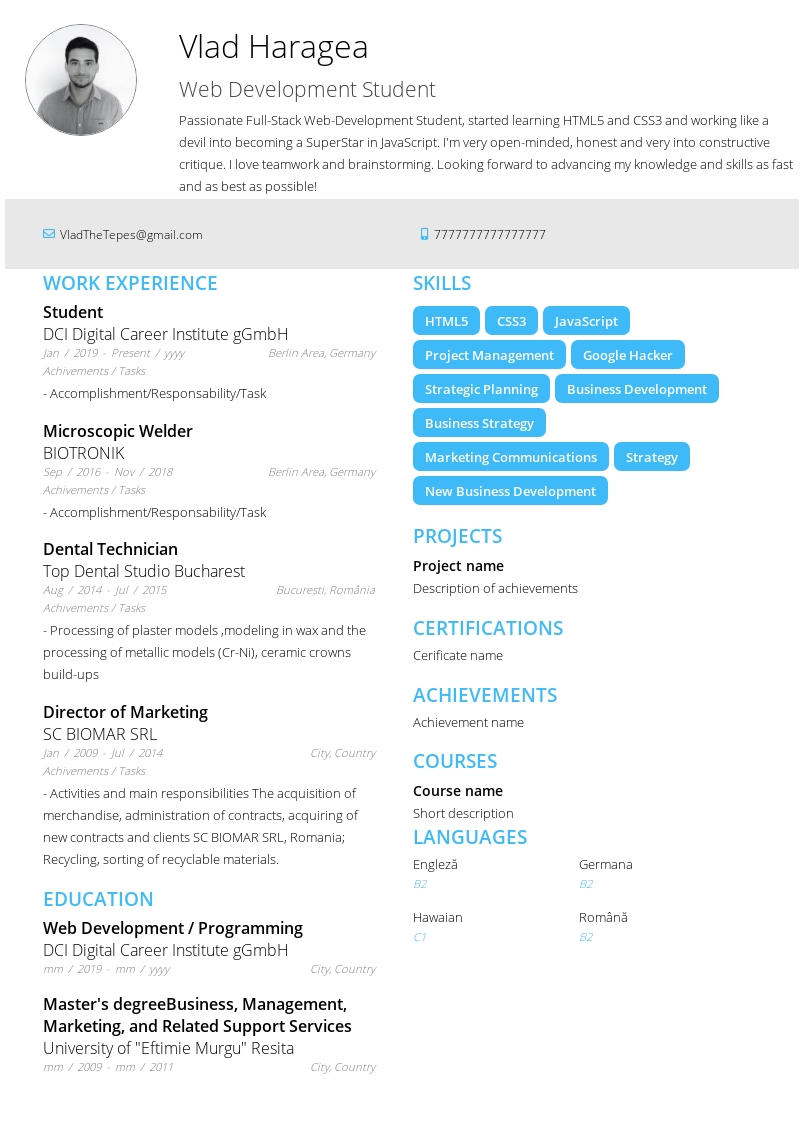 Vlad Haragea
Web Development Student
Passionate Full-Stack Web-Development Student, started learning HTML5 and CSS3 and working like a
devil into becoming a SuperStar in JavaScript. I'm very open-minded, honest and very into constructive
critique. I love teamwork and brainstorming. Looking forward to advancing my knowledge and skills as fast
and as best as possible!
VladTheTepes@gmail.com
7777777777777777
WORK EXPERIENCE
Student
DCI Digital Career Institute gGmbH
Jan / 2019 - Present / yyyy Berlin Area, Germany
Achivements / Tasks
- Accomplishment/Responsability/Task
Microscopic Welder
BIOTRONIK
Sep / 2016 - Nov / 2018 Berlin Area, Germany
Achivements / Tasks
- Accomplishment/Responsability/Task
Dental Technician
Top Dental Studio Bucharest
Aug / 2014 - Jul / 2015 București, România
Achivements / Tasks
- Processing of plaster models ,modeling in wax and the
processing of metallic models (Cr-Ni), ceramic crowns
build-ups
Director of Marketing
SC BIOMAR SRL
Jan / 2009 - Jul / 2014 City, Country
Achivements / Tasks
- Activities and main responsibilities The acquisition of
merchandise, administration of contracts, acquiring of
new contracts and clients SC BIOMAR SRL, Romania;
Recycling, sorting of recyclable materials.
EDUCATION
Web Development / Programming
DCI Digital Career Institute gGmbH
mm / 2019 - mm / yyyy City, Country
Master's degreeBusiness, Management,
Marketing, and Related Support Services
University of "Eftimie Murgu" Resita
mm / 2009 - mm / 2011 City, Country
SKILLS
HTML5 CSS3 JavaScript
Project Management Google Hacker
Strategic Planning Business Development
Business Strategy
Marketing Communications Strategy
New Business Development
PROJECTS
Project name
Description of achievements
CERTIFICATIONS
Cerificate name
ACHIEVEMENTS
Achievement name
COURSES
Course name
Short description
LANGUAGES
Engleză Germana
B2 B2
Hawaian Română
C1 B2